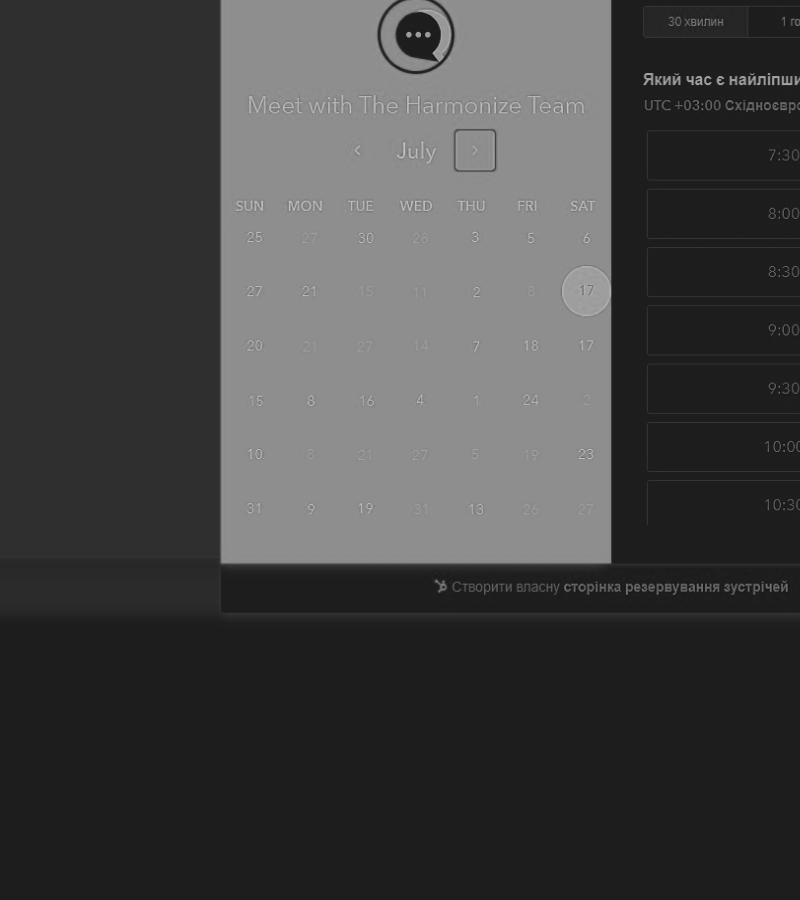 Meet with The Harmonize Team
July
SUN MON TUE WED THU FRI SAT
25 27 30 28 3 5 6
27 21 15 11 2 8 17
20 21 27 14 7 18 17
15 8 16 4 1 24 2
10 8 21 27 5 19 23
31 9 19 31 13 26 27
30 хвилин 1 го
Який час є найліпши
UTC +03:00 Східноєвро
7:30
8:00
8:30
9:00
9:30
10:00
10:30
Створити власну сторінка резервування зустрічей